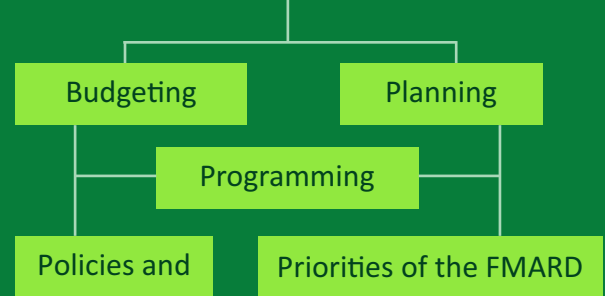 Budgeting
Planning
Programming
Policies and
Priorities of the FMARD